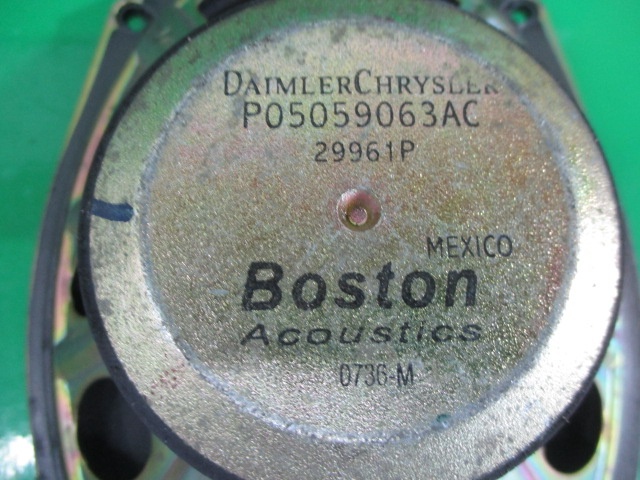 DAIMLERCHRYSLER
P05059063AC
29961P
MEXICO
Boston
Acoustics
0736-M